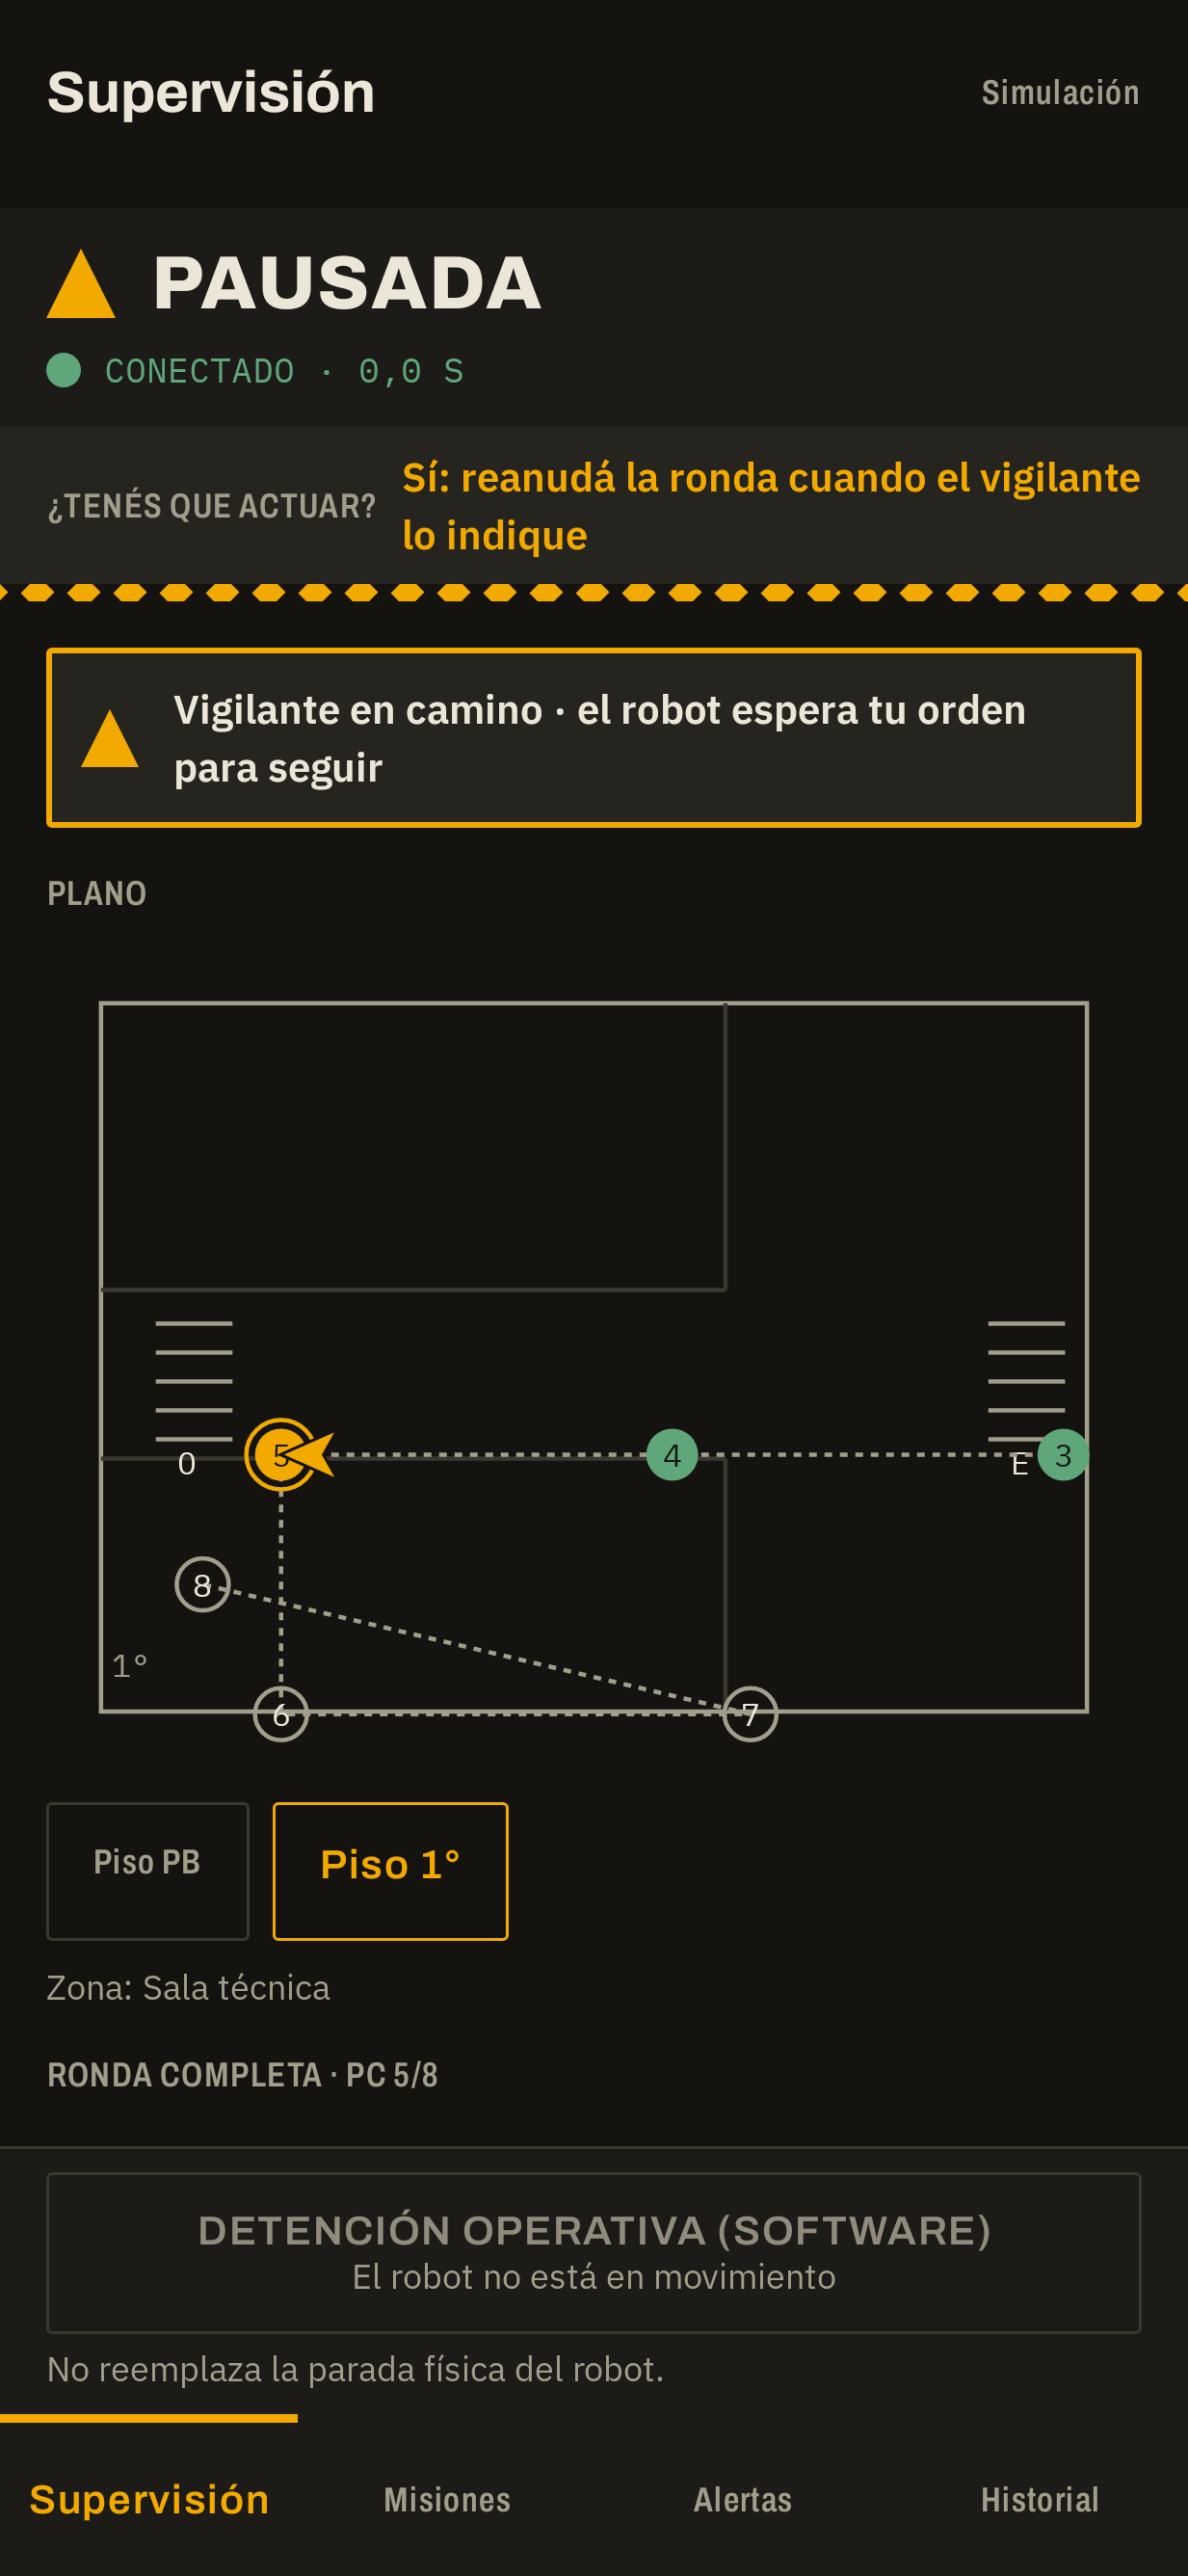 Supervisión
Simulación
PAUSADA
CONECTADO · 0,0 S
¿TENÉS QUE ACTUAR?
Sí: reanudá la ronda cuando el vigilante
lo indique
Vigilante en camino · el robot espera tu orden
para seguir
PLANO
O
5
4
E
3
8
1°
6
7
Piso PB
Piso 1°
Zona: Sala técnica
RONDA COMPLETA · PC 5/8
DETENCIÓN OPERATIVA (SOFTWARE)
El robot no está en movimiento
No reemplaza la parada física del robot.
Supervisión
Misiones
Alertas
Historial